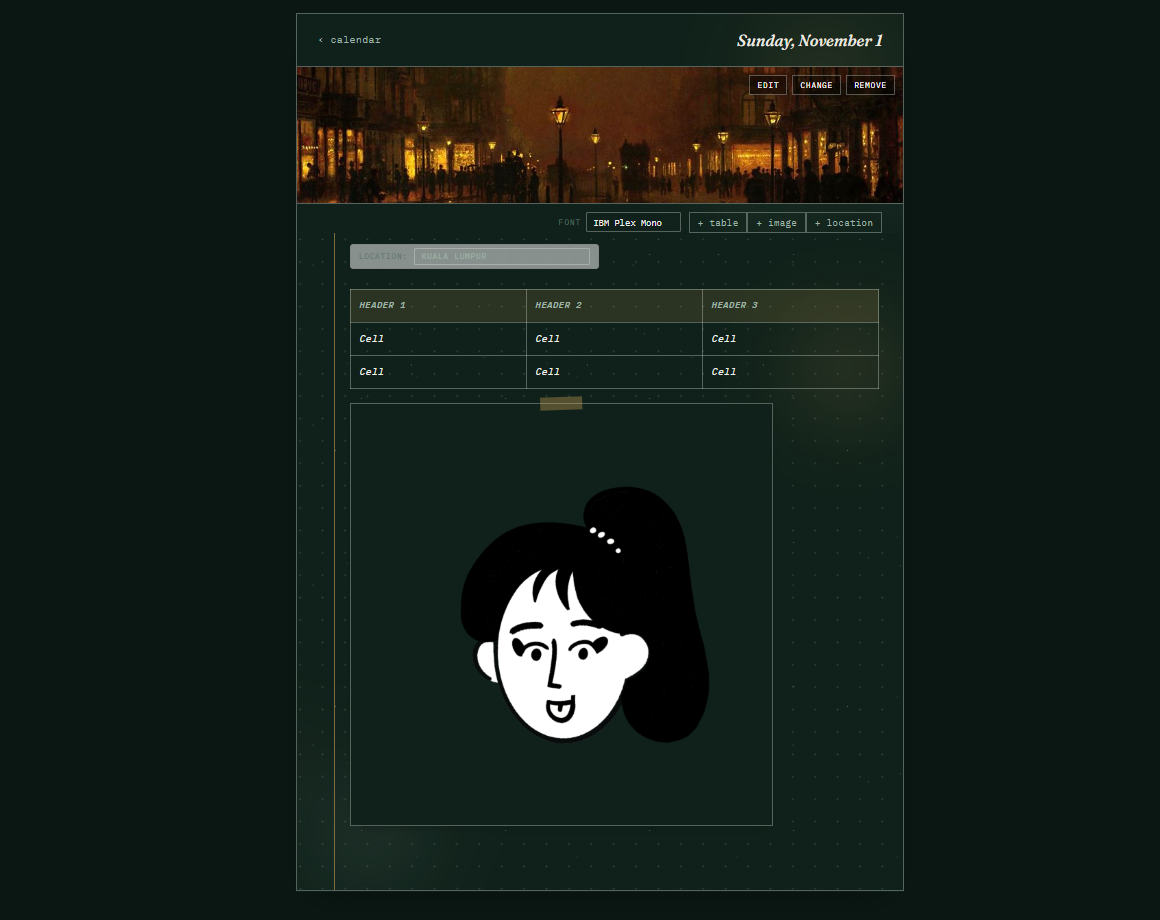 ‹ calendar
Sunday, November 1
EDIT CHANGE REMOVE
FONT IBM Plex Mono + table + image + location
LOCATION: KUALA LUMPUR
HEADER 1 HEADER 2 HEADER 3
Cell Cell Cell
Cell Cell Cell